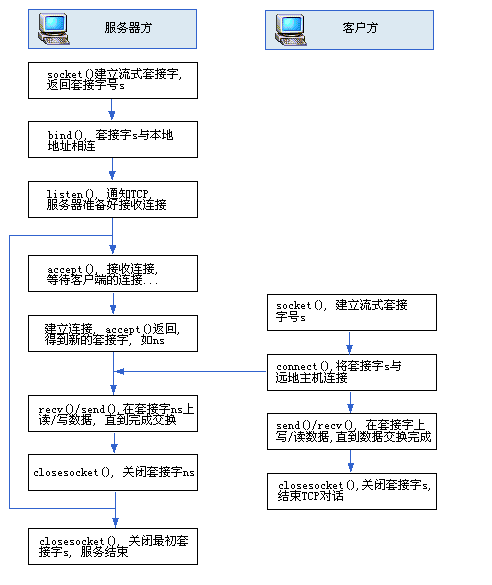 服务器方
socket()建立流式套接字,
返回套接字号s
bind(), 套接字s与本地
地址相连
listen(), 通知TCP,
服务器准备好接收连接
accept(), 接收连接,
等待客户端的连接...
建立连接, accept()返回,
得到新的套接字, 如ns
recv()/send(),在套接字ns上
读/写数据, 直到完成交换
closesocket(), 关闭套接字ns
closesocket(), 关闭最初套
接字s, 服务结束
客户方
socket(), 建立流式套接
字号s
connect(),将套接字s与
远地主机连接
send()/recv(), 在套接字上
写/读数据,直到数据交换完成
closesocket(),关闭套接字s,
结束TCP对话